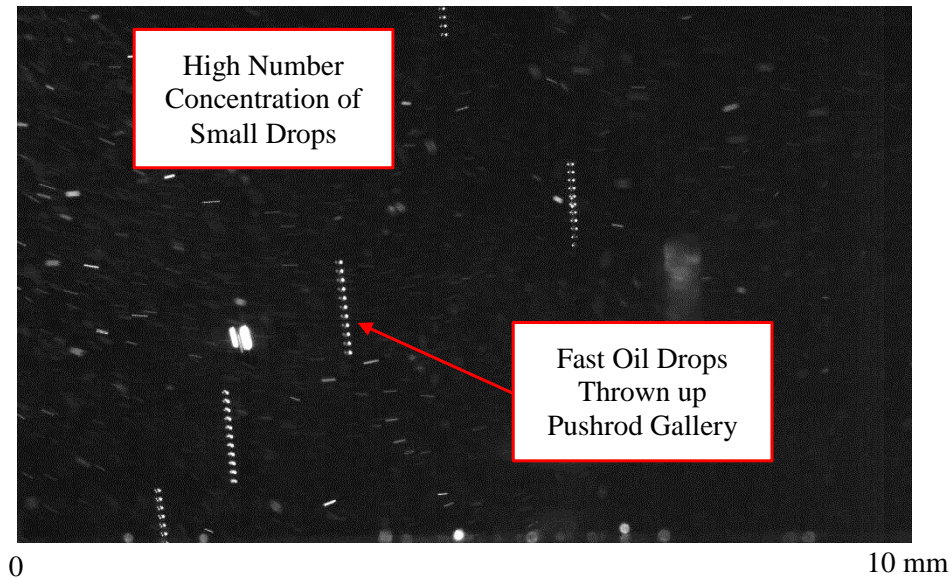 High Number
Concentration of
Small Drops
Fast Oil Drops
Thrown up
Pushrod Gallery
0
10 mm